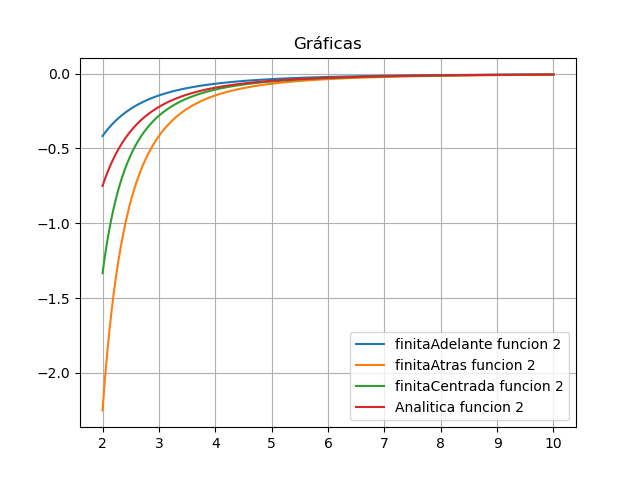 Gráficas
0.0
−0.5
−1.0
−1.5
−2.0
finitaAdelante funcion 2
finitaAtras funcion 2
finitaCentrada funcion 2
Analitica funcion 2
2 3 4 5 6 7 8 9 10